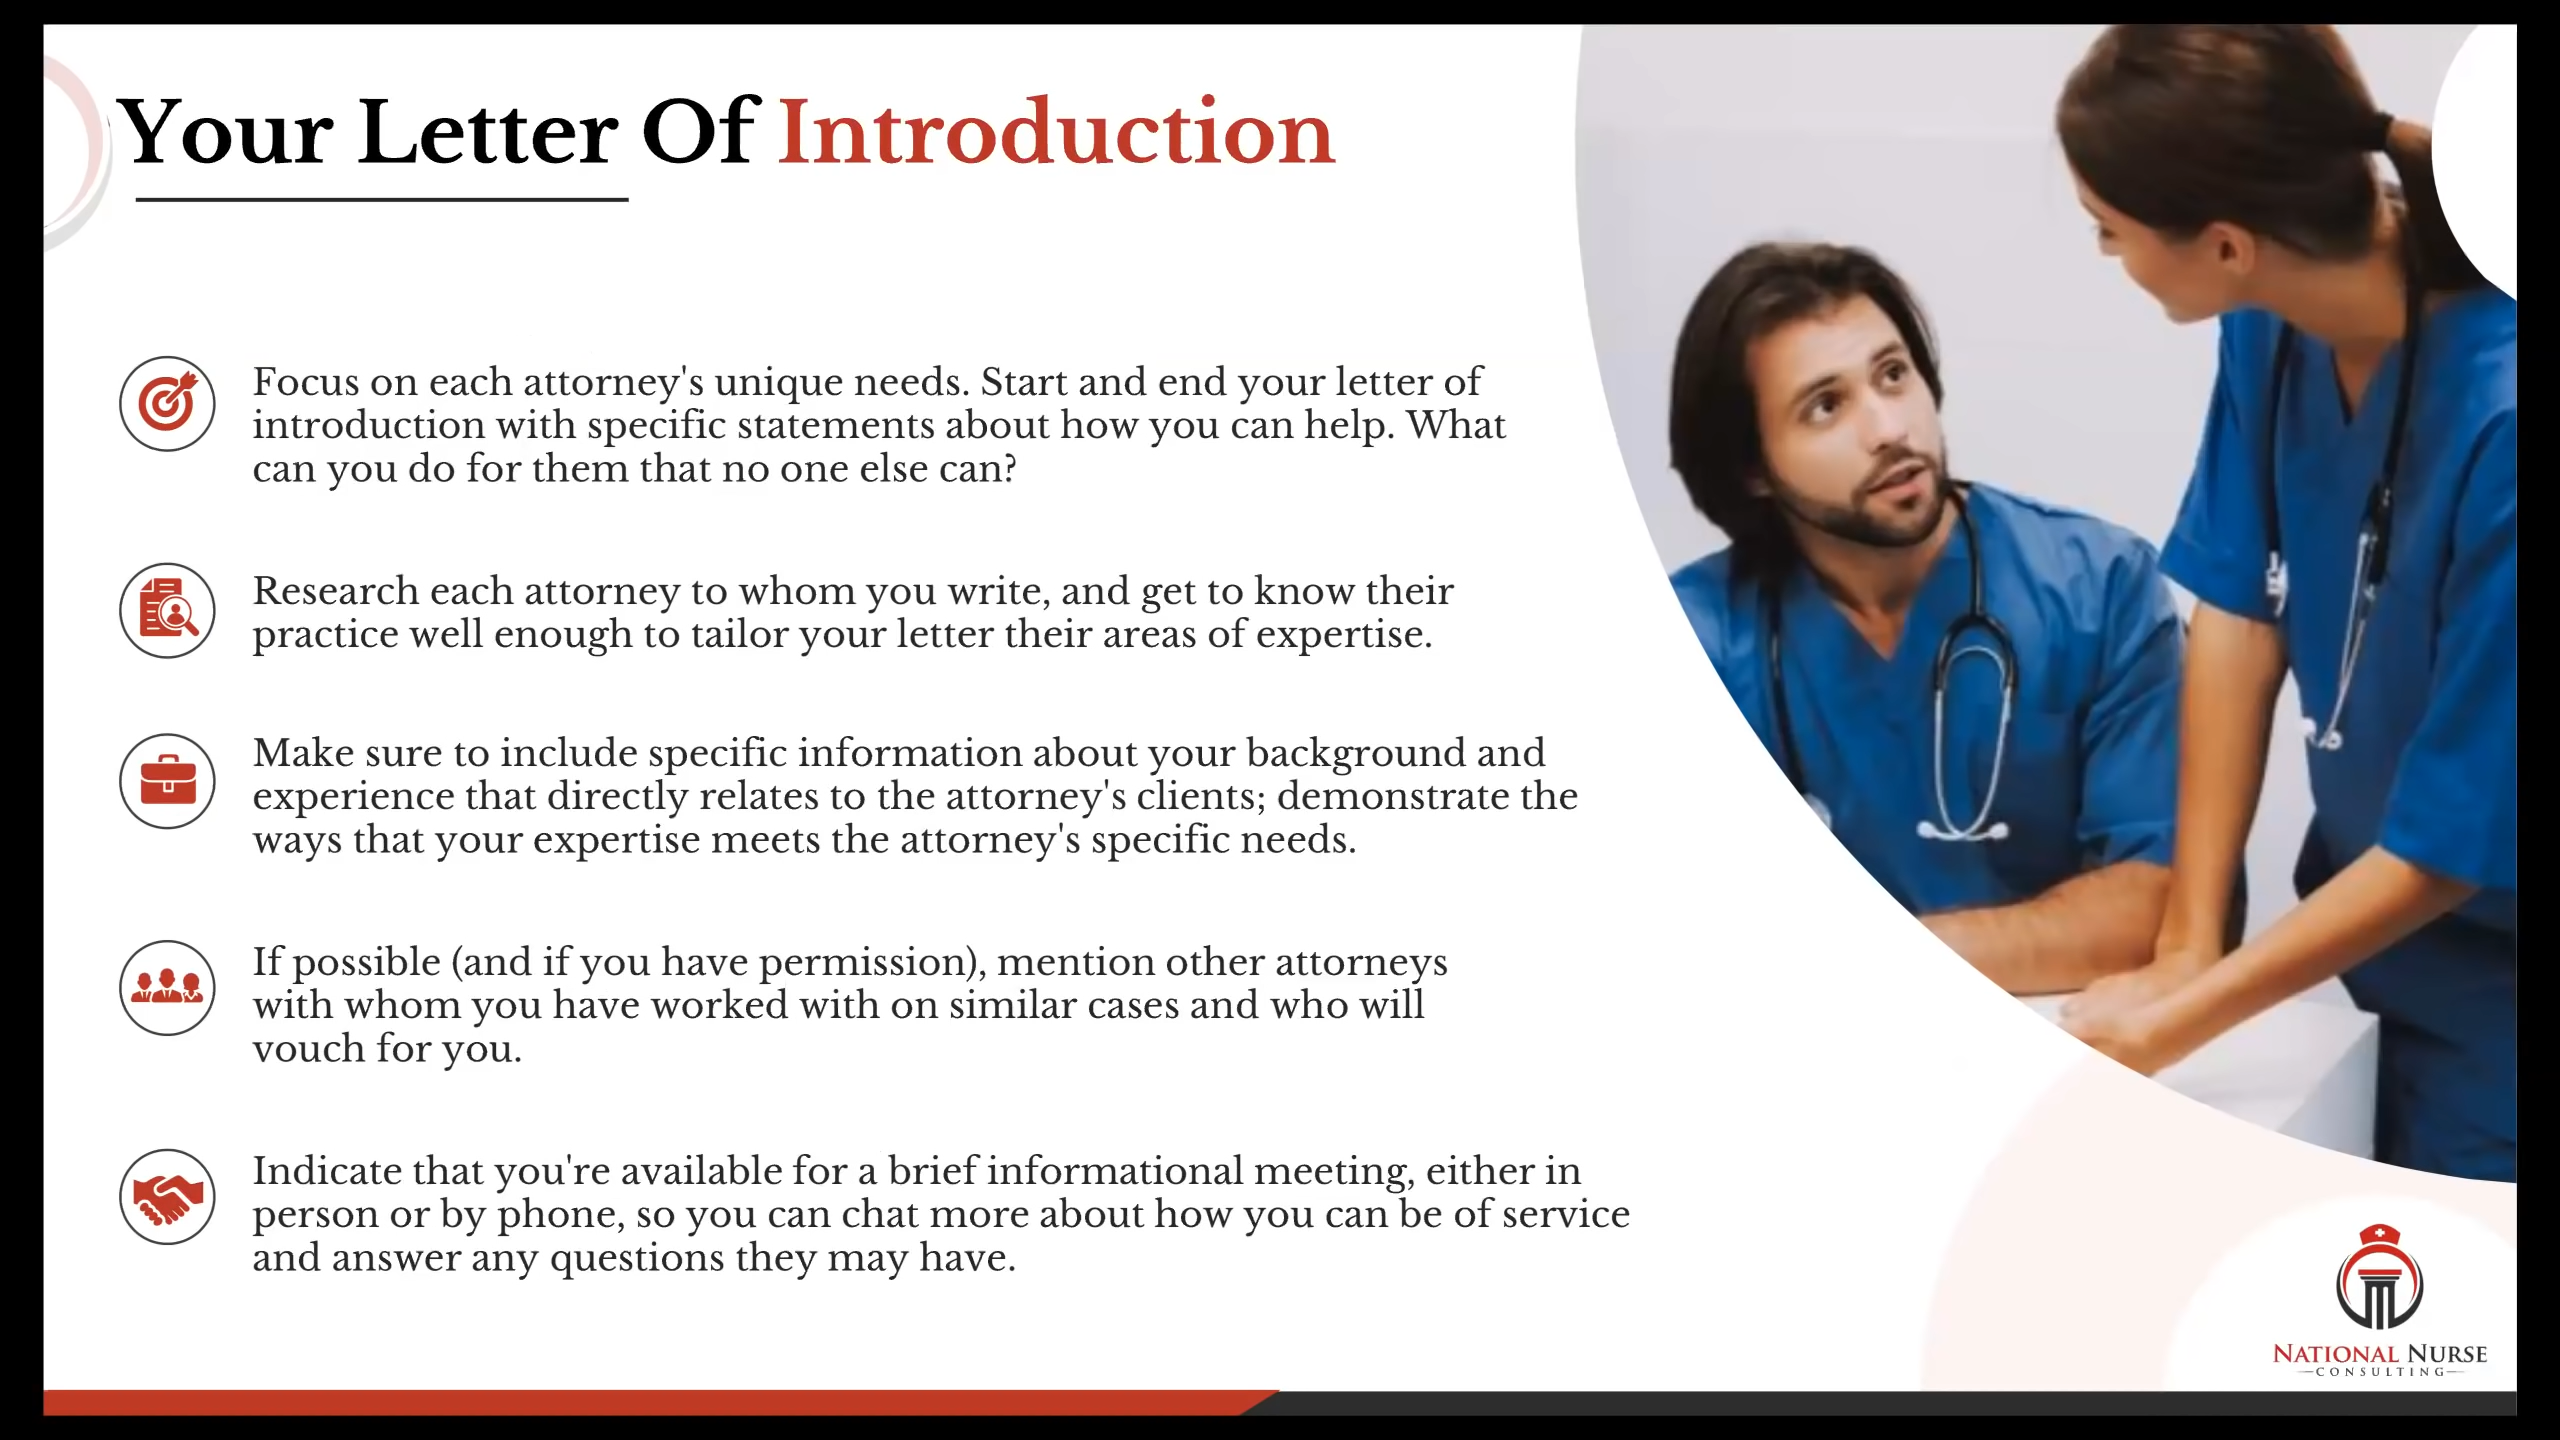 Your Letter Of Introduction
Focus on each attorney's unique needs. Start and end your letter of
introduction with specific statements about how you can help. What
can you do for them that no one else can?
Research each attorney to whom you write, and get to know their
practice well enough to tailor your letter their areas of expertise.
Make sure to include specific information about your background and
experience that directly relates to the attorney's clients; demonstrate the
ways that your expertise meets the attorney's specific needs.
If possible (and if you have permission), mention other attorneys
with whom you have worked with on similar cases and who will
vouch for you.
Indicate that you're available for a brief informational meeting, either in
person or by phone, so you can chat more about how you can be of service
and answer any questions they may have.
NATIONAL NURSE
CONSULTING